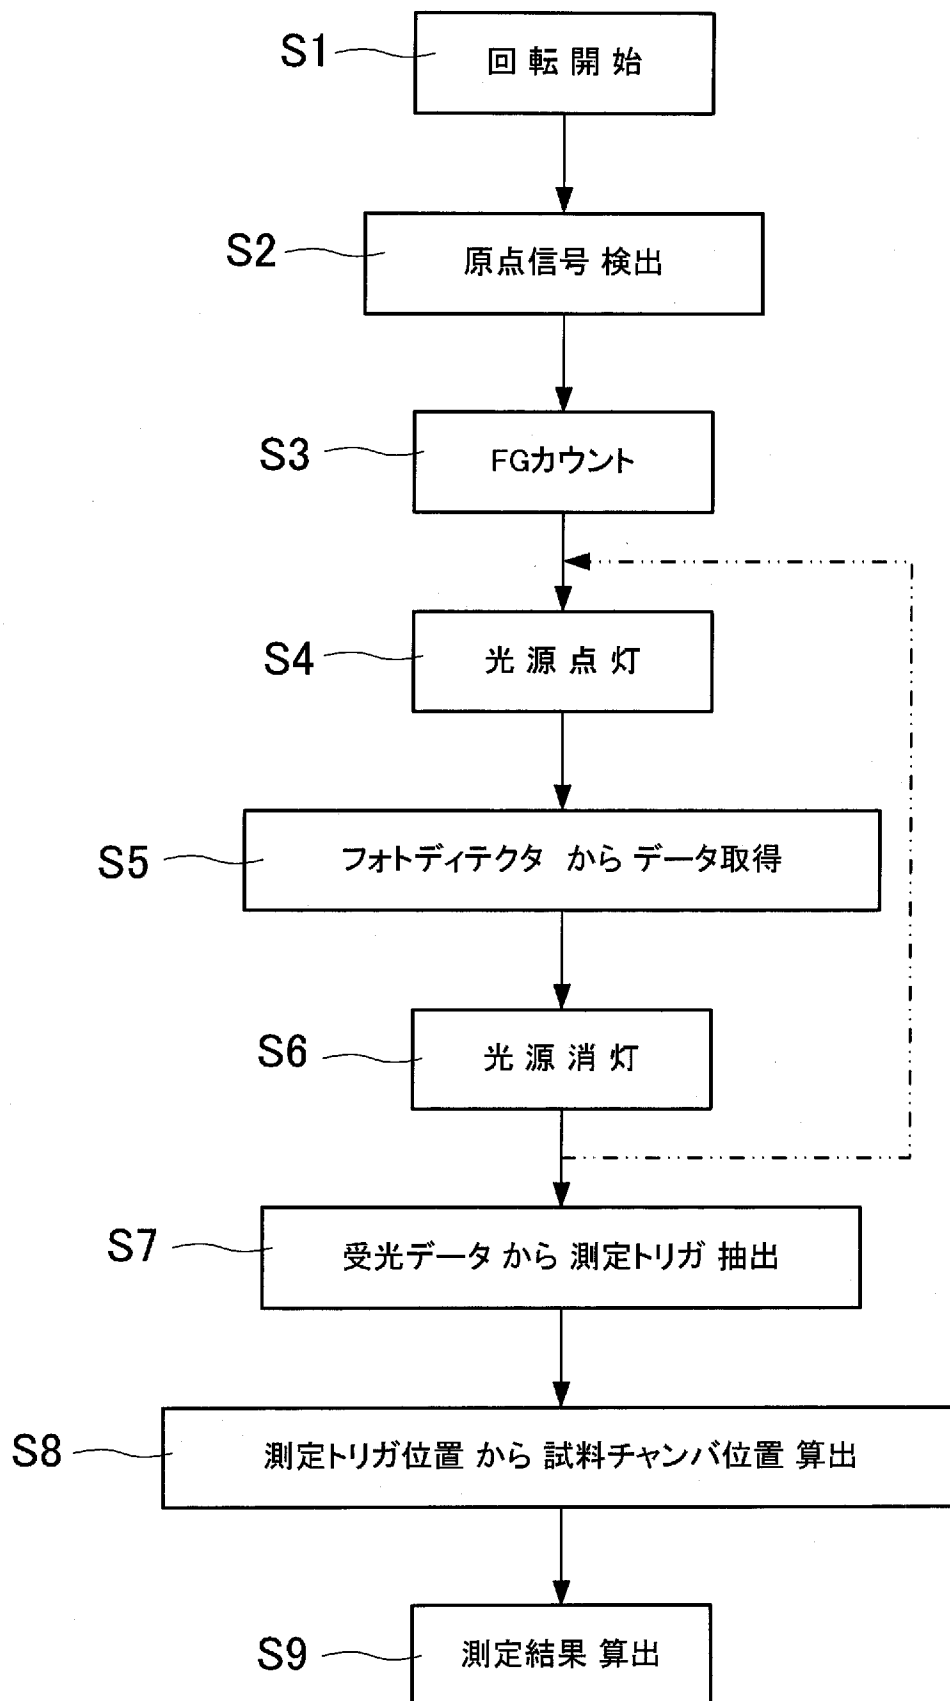 S1 回転開始
S2 原点信号 検出
S3 FGカウント
S4 光源点灯
S5 フォトディテクタ から データ取得
S6 光源消灯
S7 受光データ から 測定トリガ 抽出
S8 測定トリガ位置 から 試料チャンバ位置 算出
S9 測定結果 算出